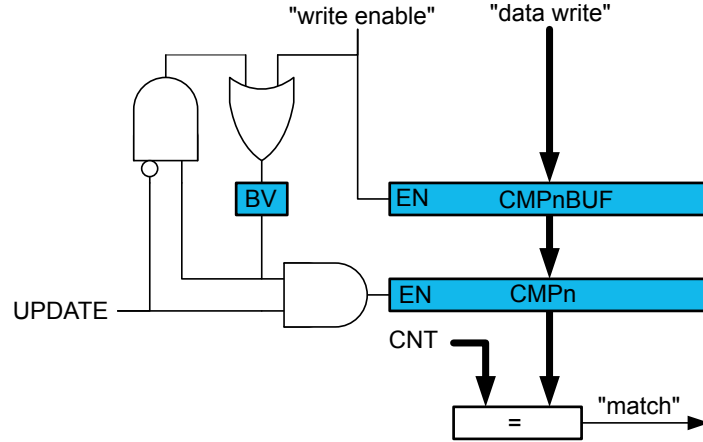 "write enable" "data write"
BV
EN CMPnBUF
EN CMPn
UPDATE
CNT
=
"match"